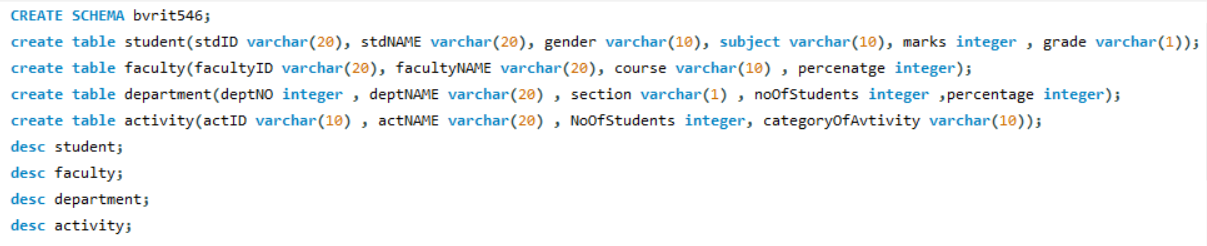 CREATE SCHEMA bvrit546;
create table student(stdID varchar(20), stdNAME varchar(20), gender varchar(10), subject varchar(10), marks integer , grade varchar(1));
create table faculty(facultyID varchar(20), facultyNAME varchar(20), course varchar(10) , percenatge integer);
create table department(deptNO integer , deptNAME varchar(20) , section varchar(1) , noOfStudents integer ,percentage integer);
create table activity(actID varchar(10) , actNAME varchar(20) , NoOfStudents integer, categoryOfAvtivity varchar(10));
desc student;
desc faculty;
desc department;
desc activity;